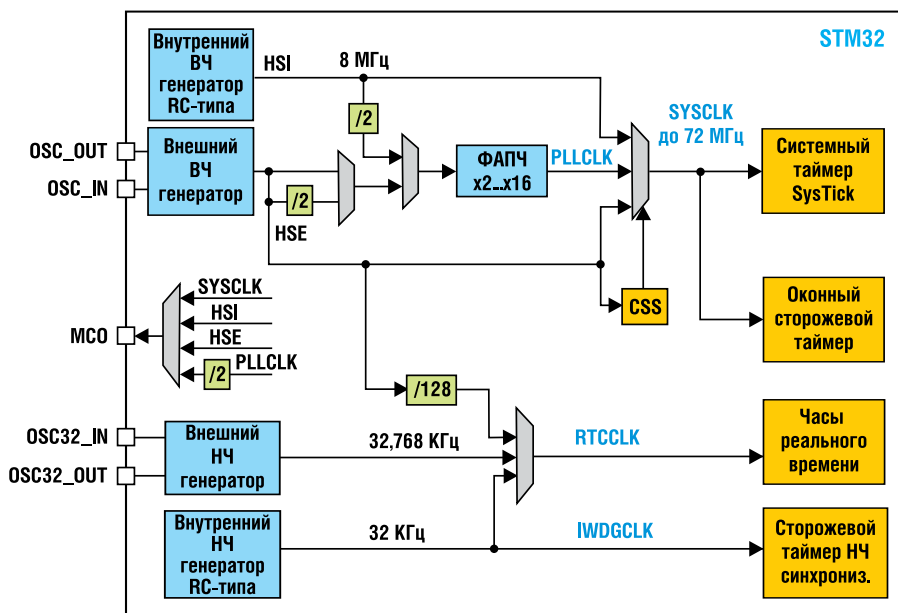 STM32
Внутренний
ВЧ
генератор
RC-типа
HSI
8 МГц
/2
OSC_OUT
OSC_IN
Внешний
ВЧ
генератор
/2
HSE
ФАПЧ
x2...x16
PLLCLK
SYSCLK
до 72 МГц
Системный
таймер
SysTick
CSS
Оконный
сторожевой
таймер
MCO
SYSCLK
HSI
HSE
PLLCLK
/2
/128
OSC32_IN
OSC32_OUT
Внешний
НЧ
генератор
32,768 КГц
RTCCLK
Часы
реального
времени
Внутренний
НЧ
генератор
RC-типа
32 КГц
IWDGCLK
Сторожевой
таймер НЧ
синхрониз.